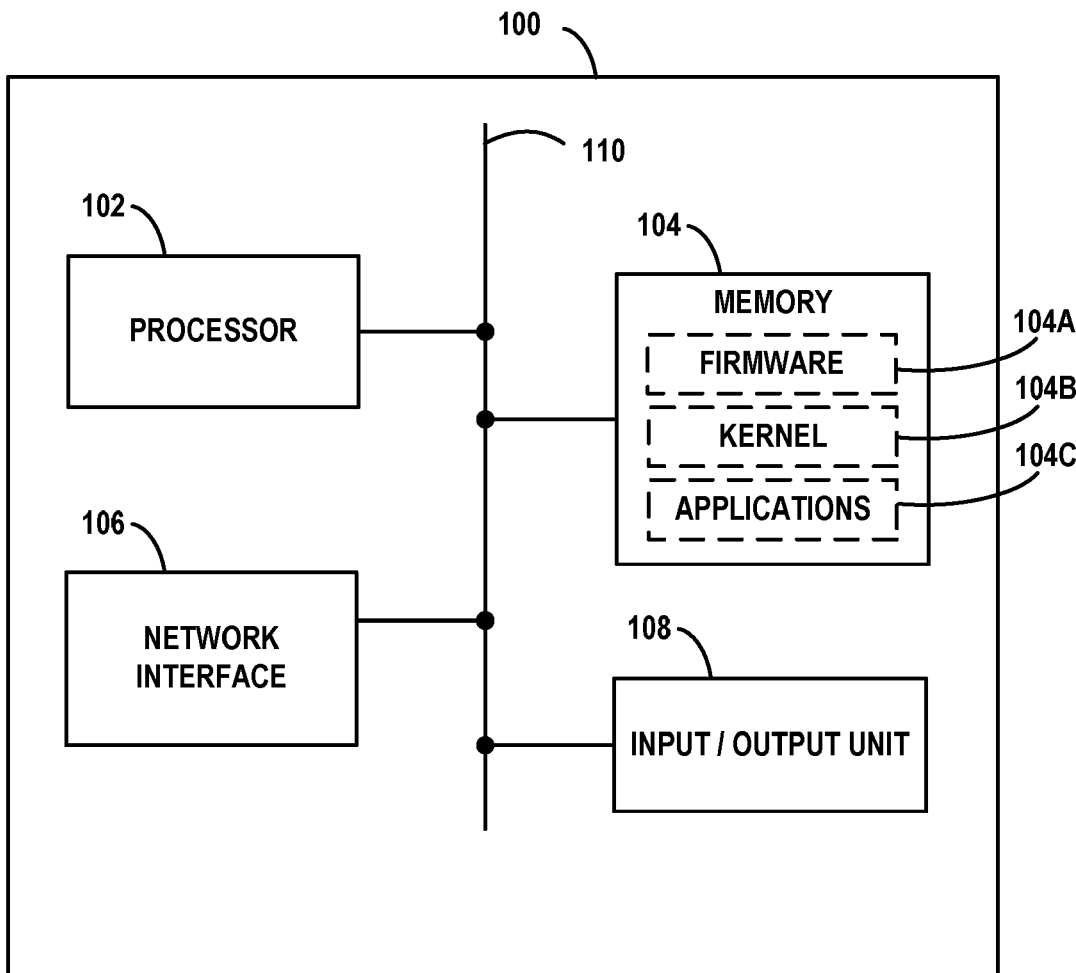 100
110
102
PROCESSOR
104
MEMORY
FIRMWARE
KERNEL
APPLICATIONS
104A
104B
104C
106
NETWORK
INTERFACE
108
INPUT / OUTPUT UNIT